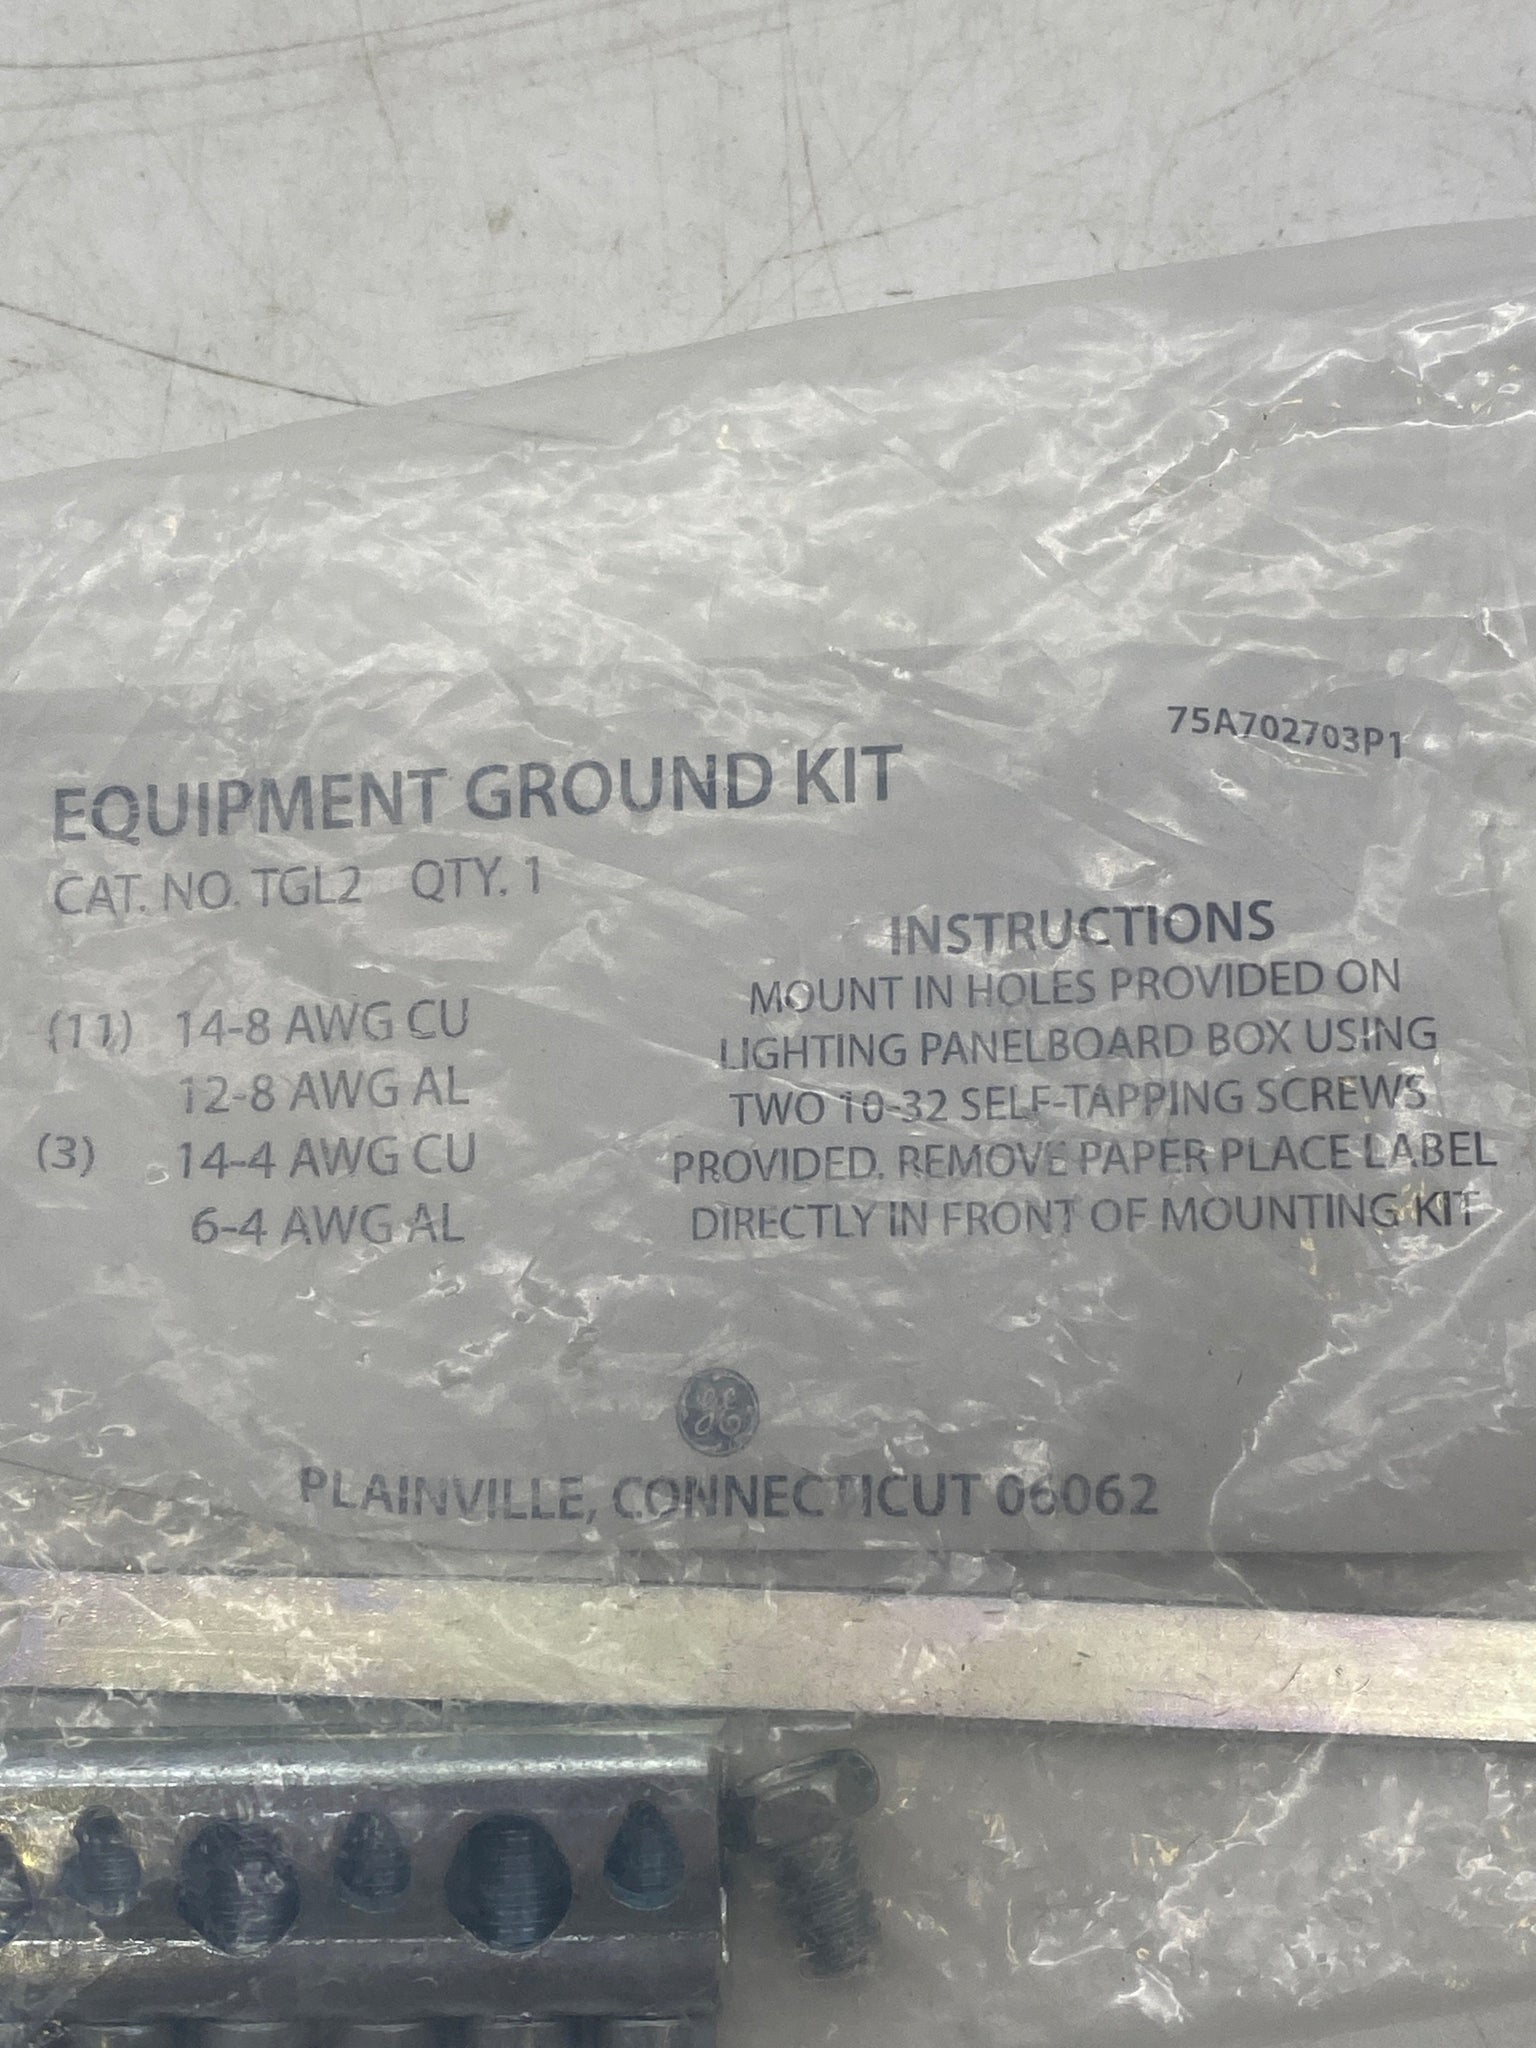 75A702703P1
EQUIPMENT GROUND KIT
CAT. NO. TGL2 QTY. 1
(11) 14-8 AWG CU
12-8 AWG AL
(3) 14-4 AWG CU
6-4 AWG AL
INSTRUCTIONS
MOUNT IN HOLES PROVIDED ON
LIGHTING PANELBOARD BOX USING
TWO 10-32 SELF-TAPPING SCREWS
PROVIDED. REMOVE PAPER PLACE LABEL
DIRECTLY IN FRONT OF MOUNTING KIT
GE
PLAINVILLE, CONNECTICUT 06062